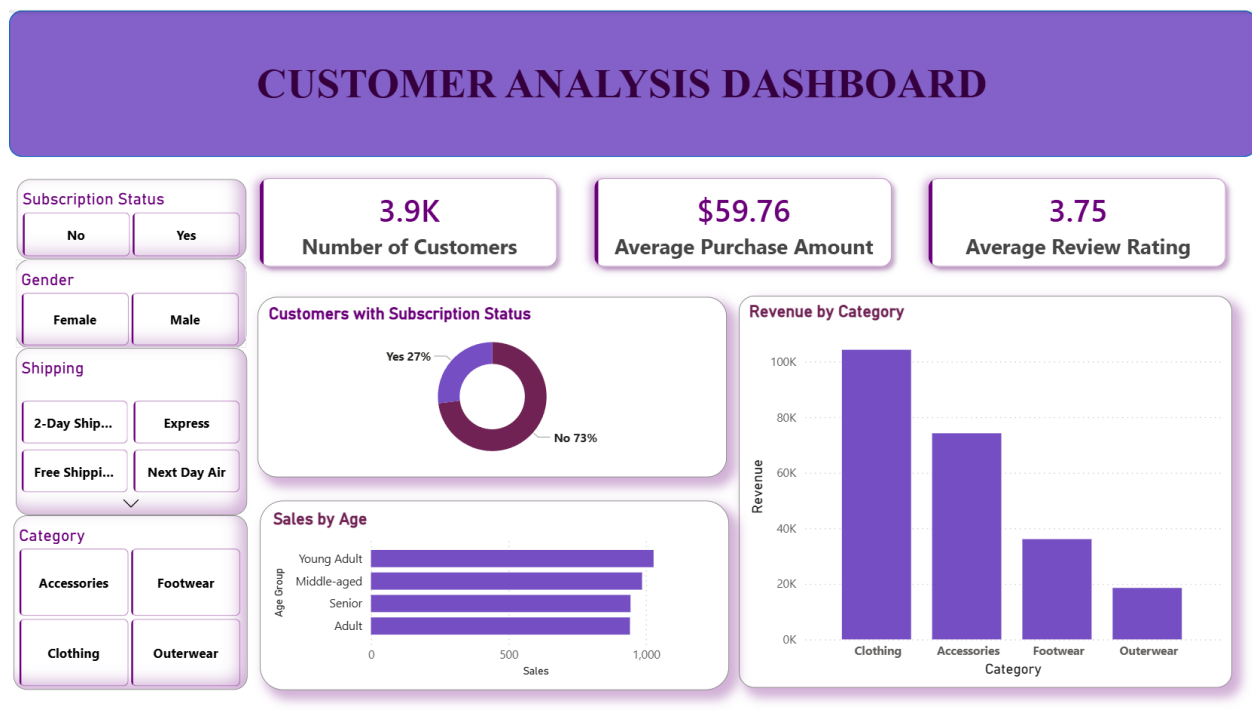 CUSTOMER ANALYSIS DASHBOARD
Subscription Status
No
Yes
Gender
Female
Male
Shipping
2-Day Ship...
Express
Free Shippi...
Next Day Air
Category
Accessories
Footwear
Clothing
Outerwear
3.9K
Number of Customers
$59.76
Average Purchase Amount
3.75
Average Review Rating
Customers with Subscription Status
Yes 27%
No 73%
Sales by Age
Age Group
Young Adult
Middle-aged
Senior
Adult
0
500
1,000
Sales
Revenue by Category
Revenue
100K
80K
60K
40K
20K
0K
Clothing
Accessories
Footwear
Outerwear
Category